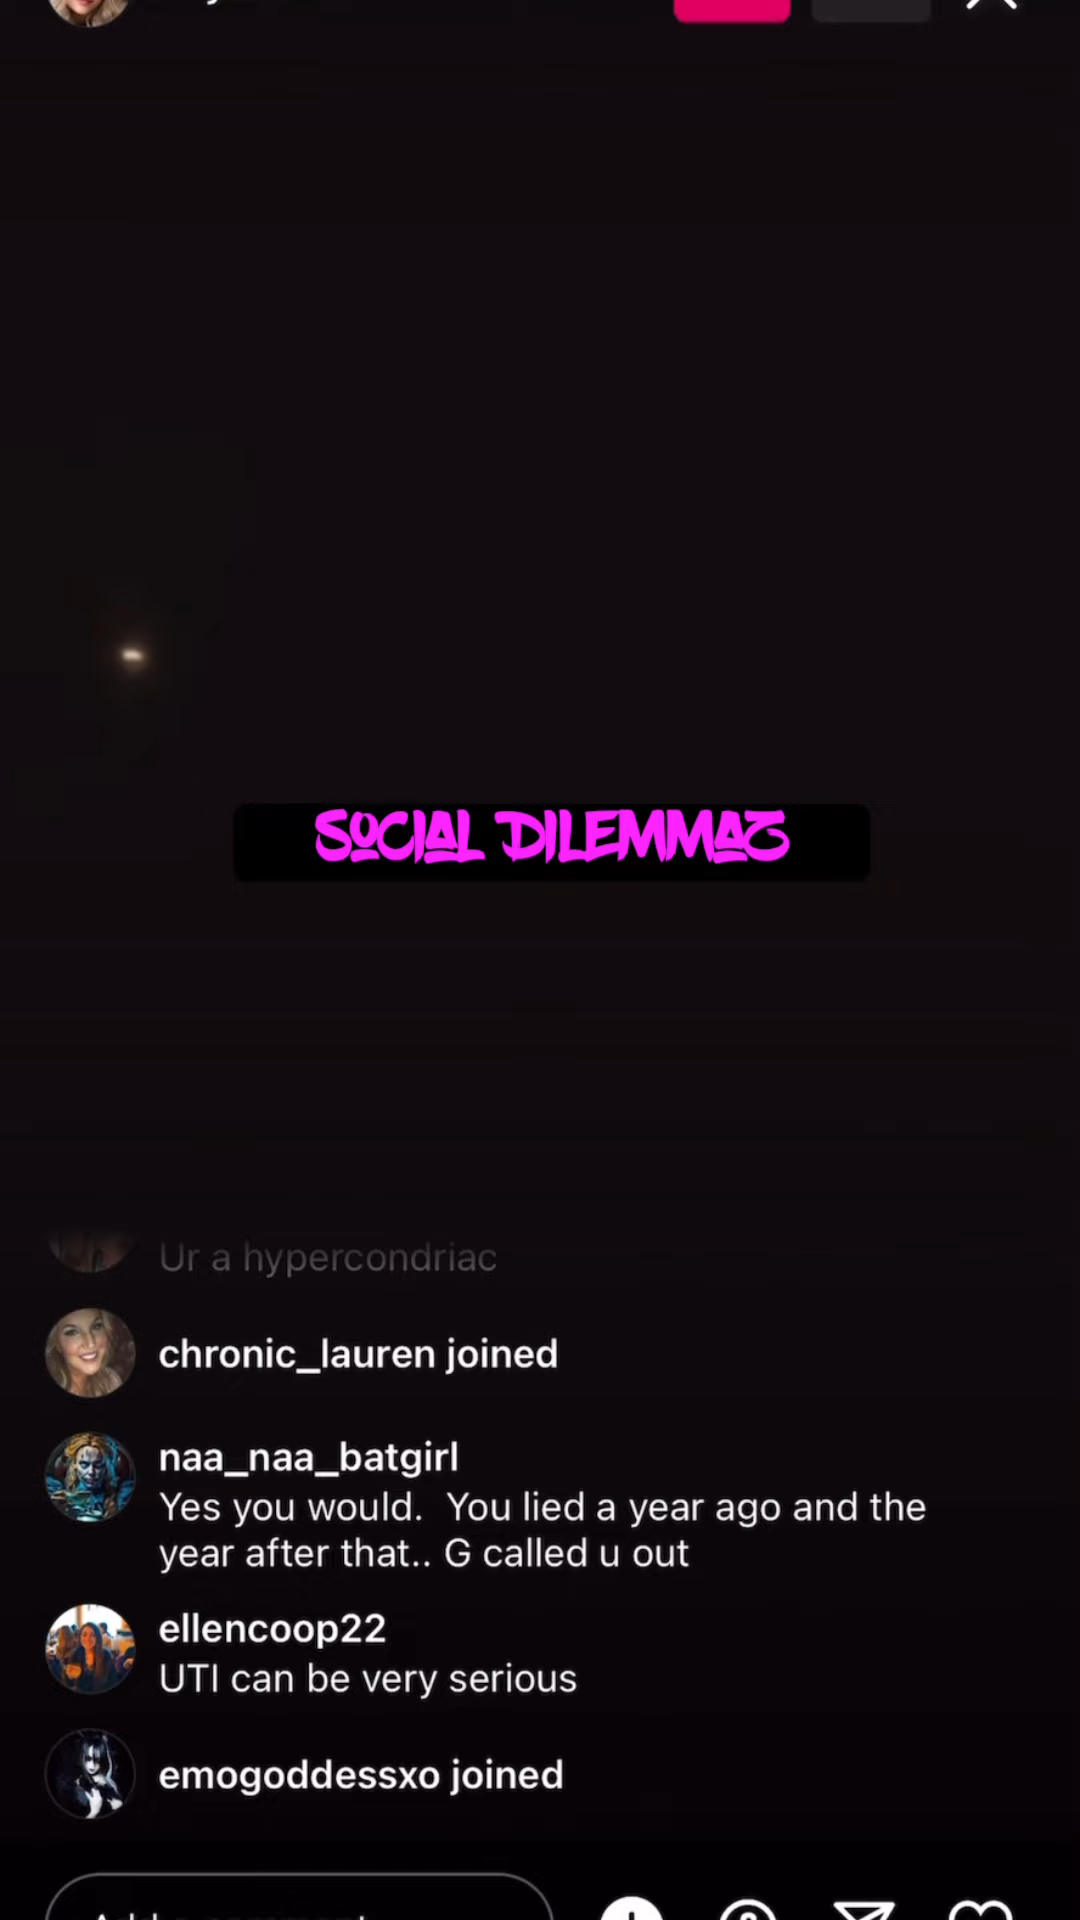 SOCIAL DILEMMAZ
Ur a hypercondriac
chronic_lauren joined
naa_naa_batgirl
Yes you would.  You lied a year ago and the
year after that.. G called u out
ellencoop22
UTI can be very serious
emogoddessxo joined